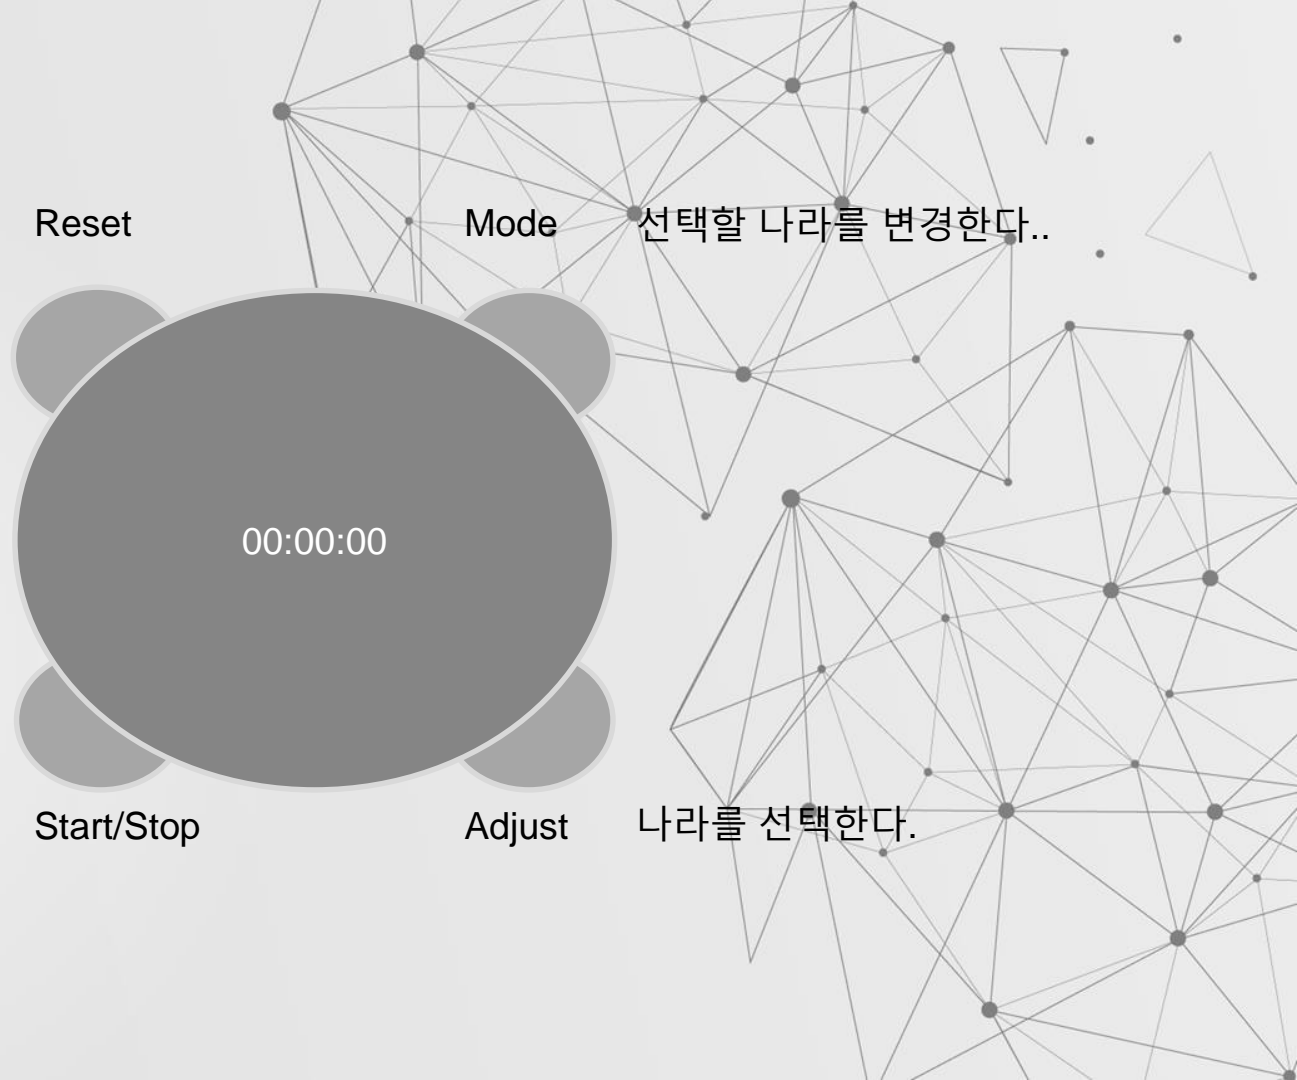 Reset
Mode
선택할 나라를 변경한다..
00:00:00
Start/Stop
Adjust
나라를 선택한다.